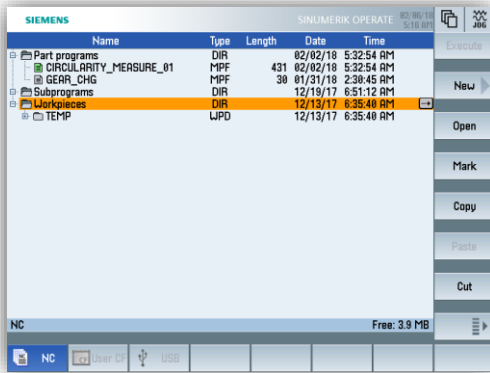 SIEMENS SINUMERIK OPERATE 02/06/18 5:16 AM JOG
Name Type Length Date Time
Part programs DIR 02/02/18 5:32:54 AM
CIRCULARITY_MEASURE_01 MPF 431 02/02/18 5:32:54 AM
GEAR_CHG MPF 30 01/31/18 2:30:45 AM
Subprograms DIR 12/19/17 6:51:12 AM
Workpieces DIR 12/13/17 6:35:40 AM
TEMP WPD 12/13/17 6:35:40 AM
Execute
New
Open
Mark
Copy
Paste
Cut
NC Free: 3.9 MB
NC User CF USB